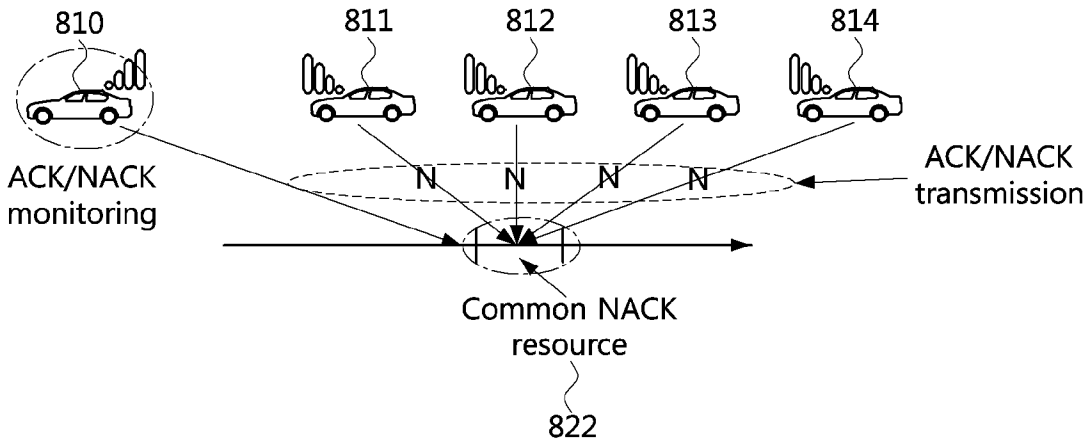 810
811
812
813
814
ACK/NACK
monitoring
N
N
N
N
ACK/NACK
transmission
Common NACK
resource
822